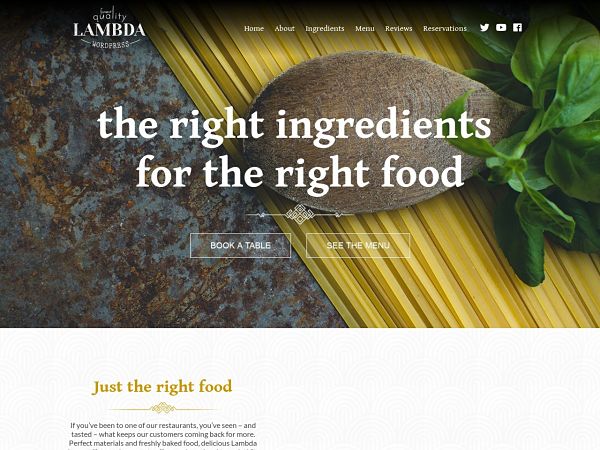 quality
LAMBDA
WORDPRESS
Home About Ingredients Menu Reviews Reservations
the right ingredients
for the right food
BOOK A TABLE SEE THE MENU
Just the right food
If you've been to one of our restaurants, you've seen – and
tasted – what keeps our customers coming back for more.
Perfect materials and freshly baked food, delicious Lambda